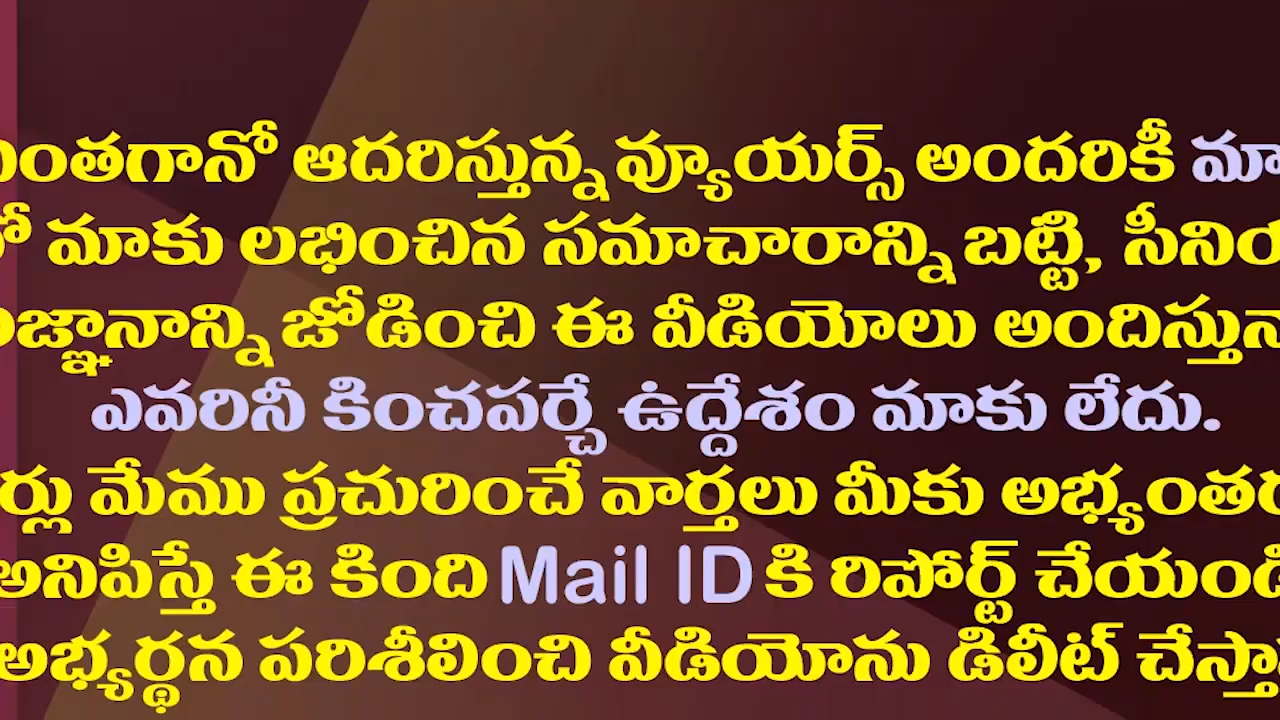 ఎంతగానో ఆదరిస్తున్న వ్యూయర్స్ అందరికీ మా
మాకు లభించిన సమాచారాన్ని బట్టి, సీనియ
జ్ఞానాన్ని జోడించి ఈ వీడియోలు అందిస్తున్నా
ఎవరినీ కించపర్చే ఉద్దేశం మాకు లేదు.
ర్లు మేము ప్రచురించే వార్తలు మీకు అభ్యంతర
అనిపిస్తే ఈ కింది Mail ID కి రిపోర్ట్ చేయండి
అభ్యర్థన పరిశీలించి వీడియోను డిలీట్ చేస్తా